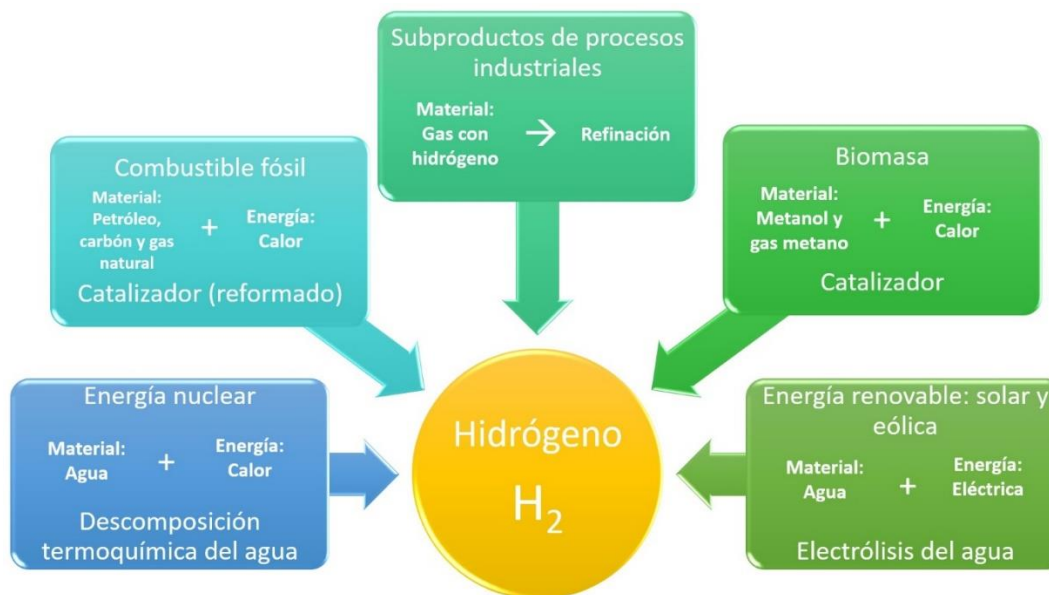 Subproductos de procesos
industriales
Material:
Gas con
hidrógeno
→
Refinación
Combustible fósil
Material:
Petróleo,
carbón y gas
natural
+
Energía:
Calor
Catalizador (reformado)
Biomasa
Material:
Metanol y
gas metano
+
Energía:
Calor
Catalizador
Energía nuclear
Material:
Agua
+
Energía:
Calor
Descomposición
termoquímica del agua
Hidrógeno
H₂
Energía renovable: solar y
eólica
Material:
Agua
+
Energía:
Eléctrica
Electrólisis del agua